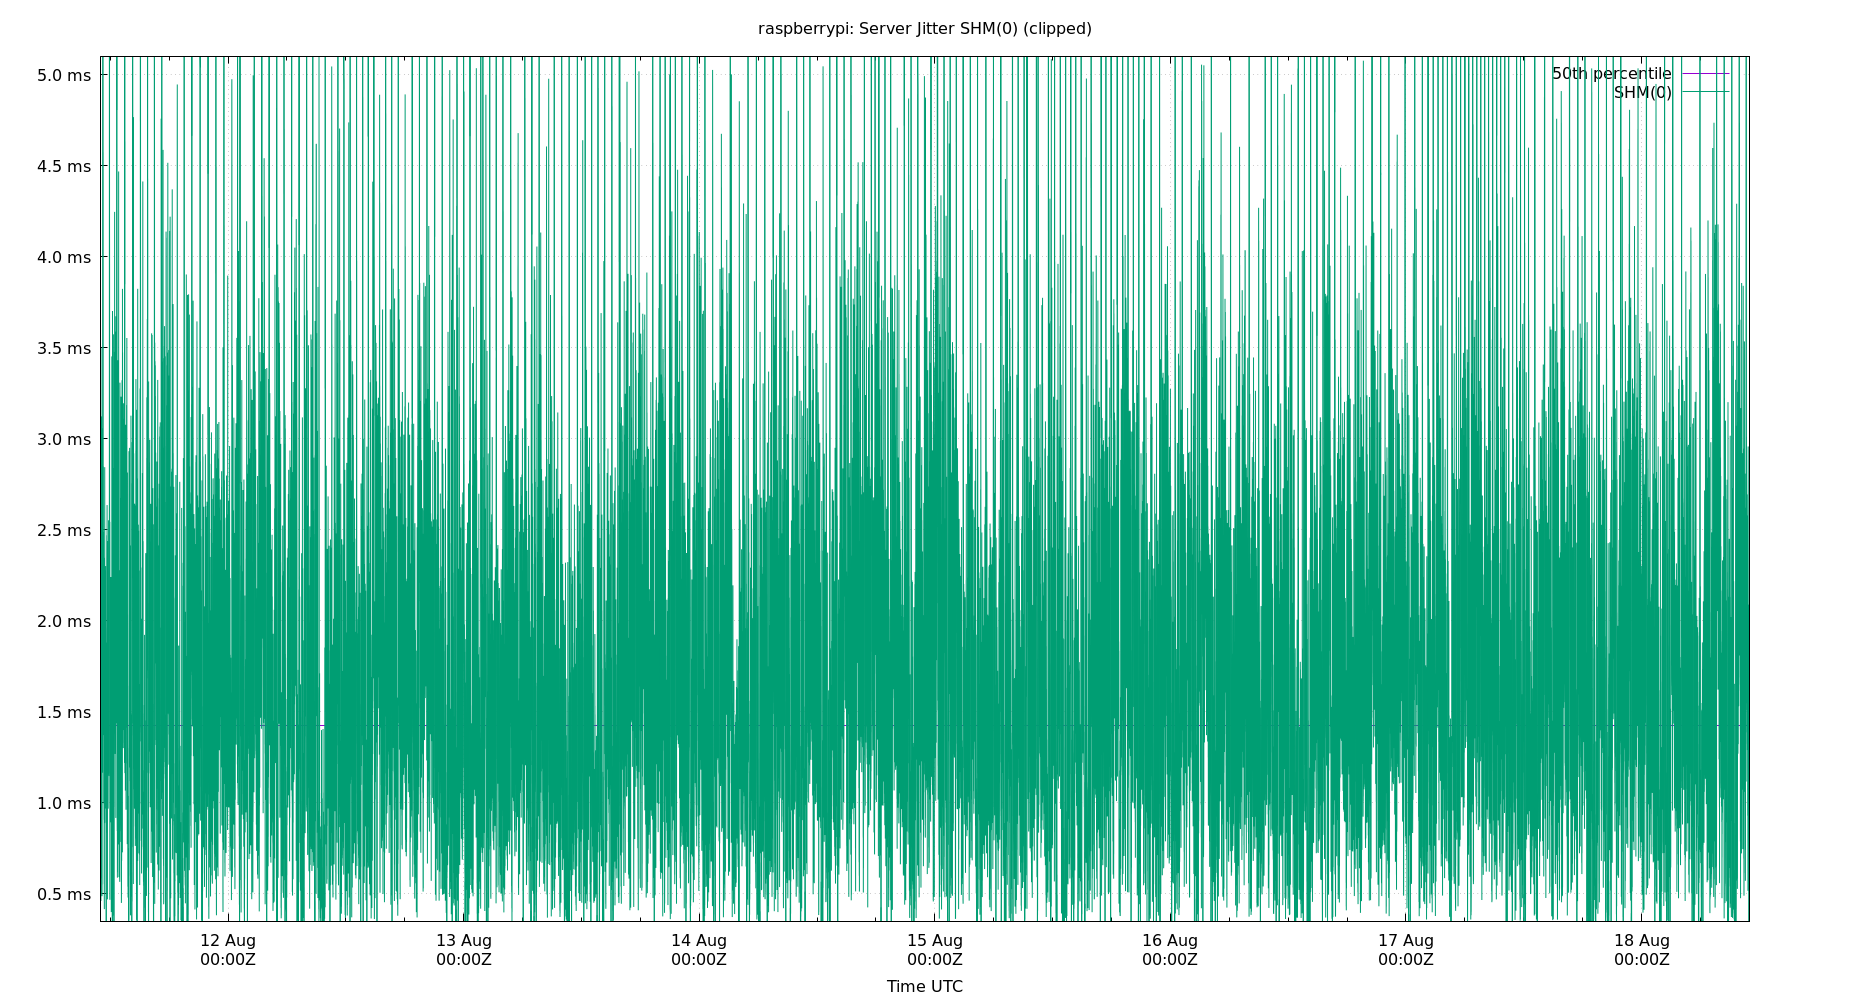 raspberrypi: Server Jitter SHM(0) (clipped)
5.0 ms
4.5 ms
4.0 ms
3.5 ms
3.0 ms
2.5 ms
2.0 ms
1.5 ms
1.0 ms
0.5 ms
50th percentile
SHM(0)
12 Aug 13 Aug 14 Aug 15 Aug 16 Aug 17 Aug 18 Aug
00:00Z 00:00Z 00:00Z 00:00Z 00:00Z 00:00Z 00:00Z
Time UTC